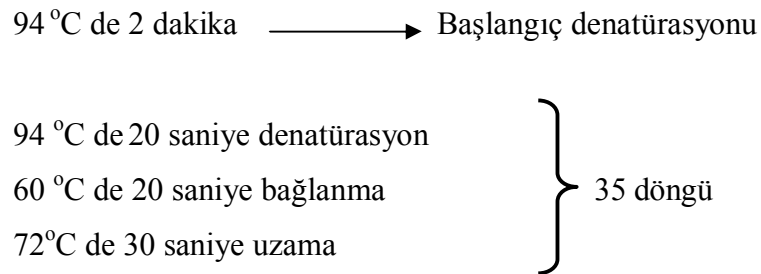 94 °C de 2 dakika Başlangıç denatürasyonu
94 °C de 20 saniye denatürasyon
60 °C de 20 saniye bağlanma
35 döngü
72°C de 30 saniye uzama